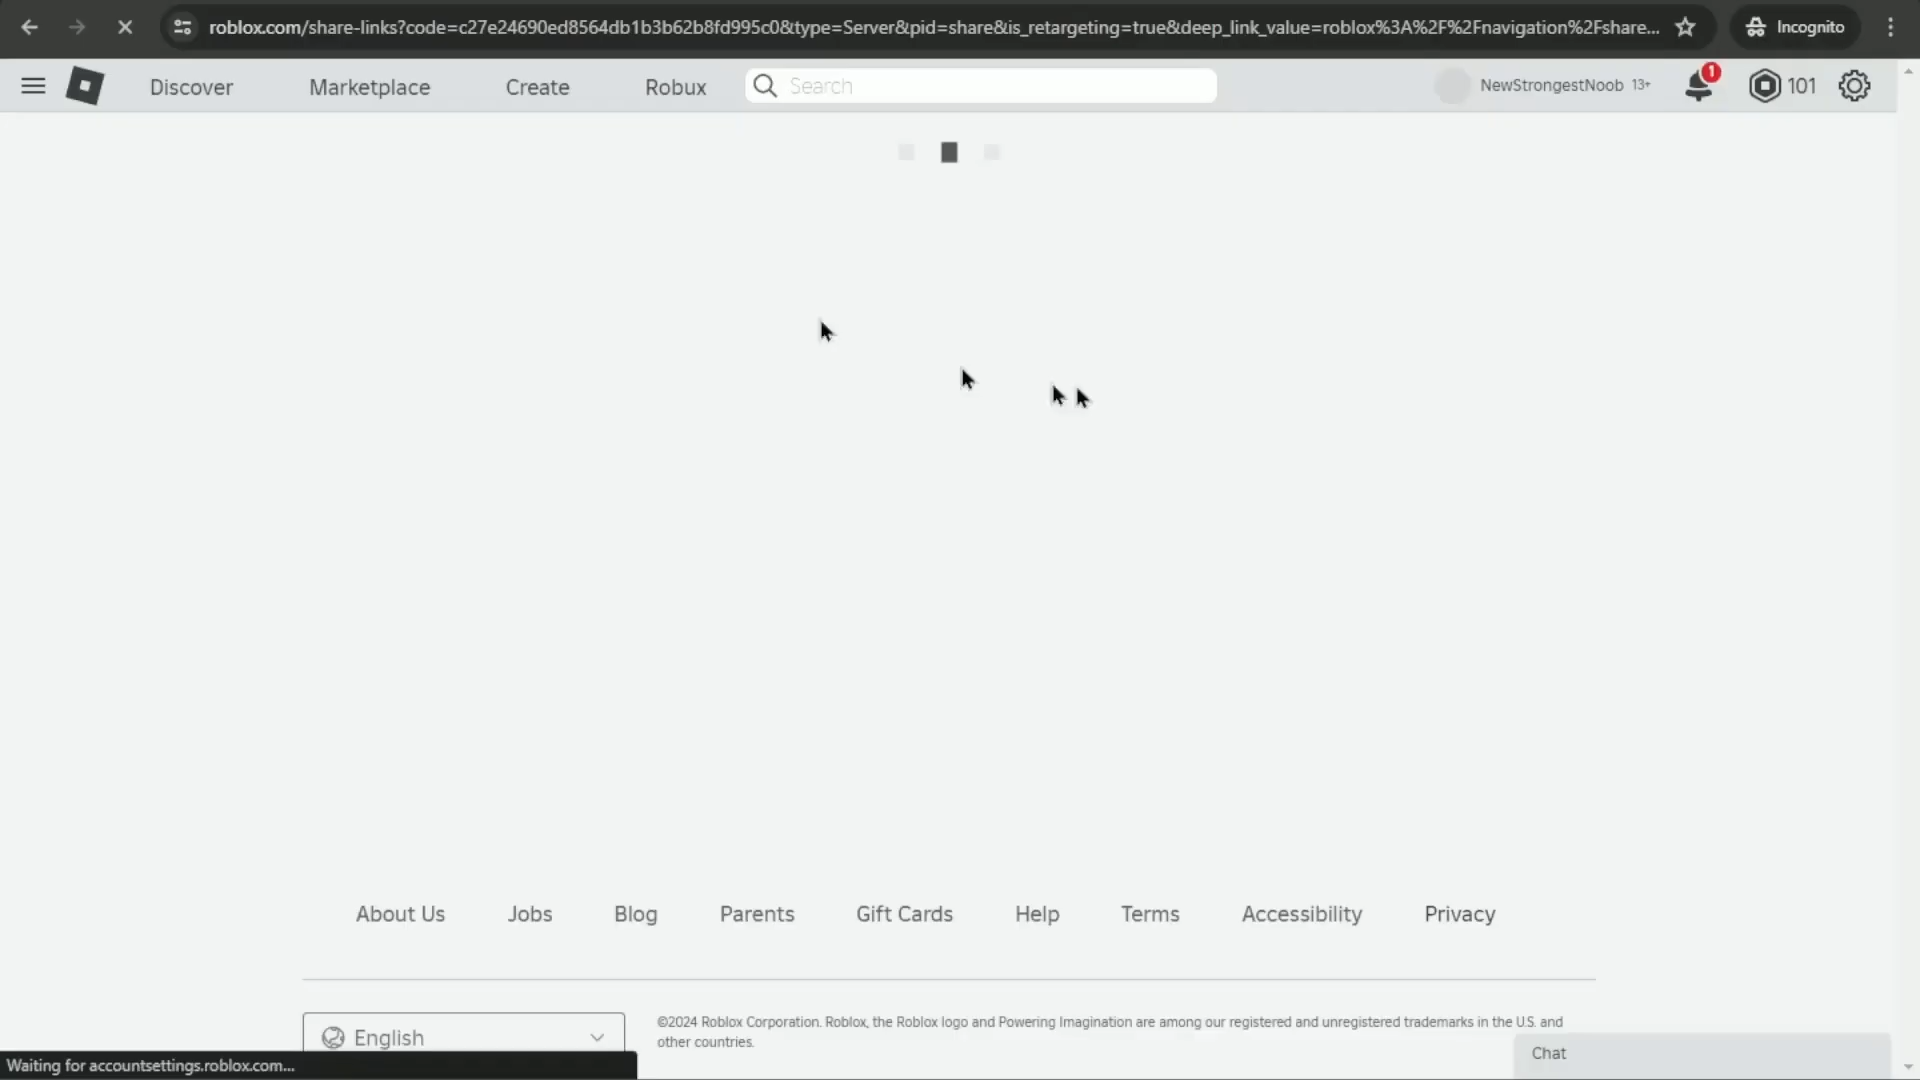 roblox.com/share-links?code=c27e24690ed8564db1b3b62b8fd995c0&type=Server&pid=share&is_retargeting=true&deep_link_value=roblox%3A%2F%2Fnavigation%2Fshare...
Incognito
Discover
Marketplace
Create
Robux
Search
NewStrongestNoob 13+
1
101
About Us
Jobs
Blog
Parents
Gift Cards
Help
Terms
Accessibility
Privacy
English
©2024 Roblox Corporation. Roblox, the Roblox logo and Powering Imagination are among our registered and unregistered trademarks in the U.S. and
other countries.
Chat
Waiting for accountsettings.roblox.com...